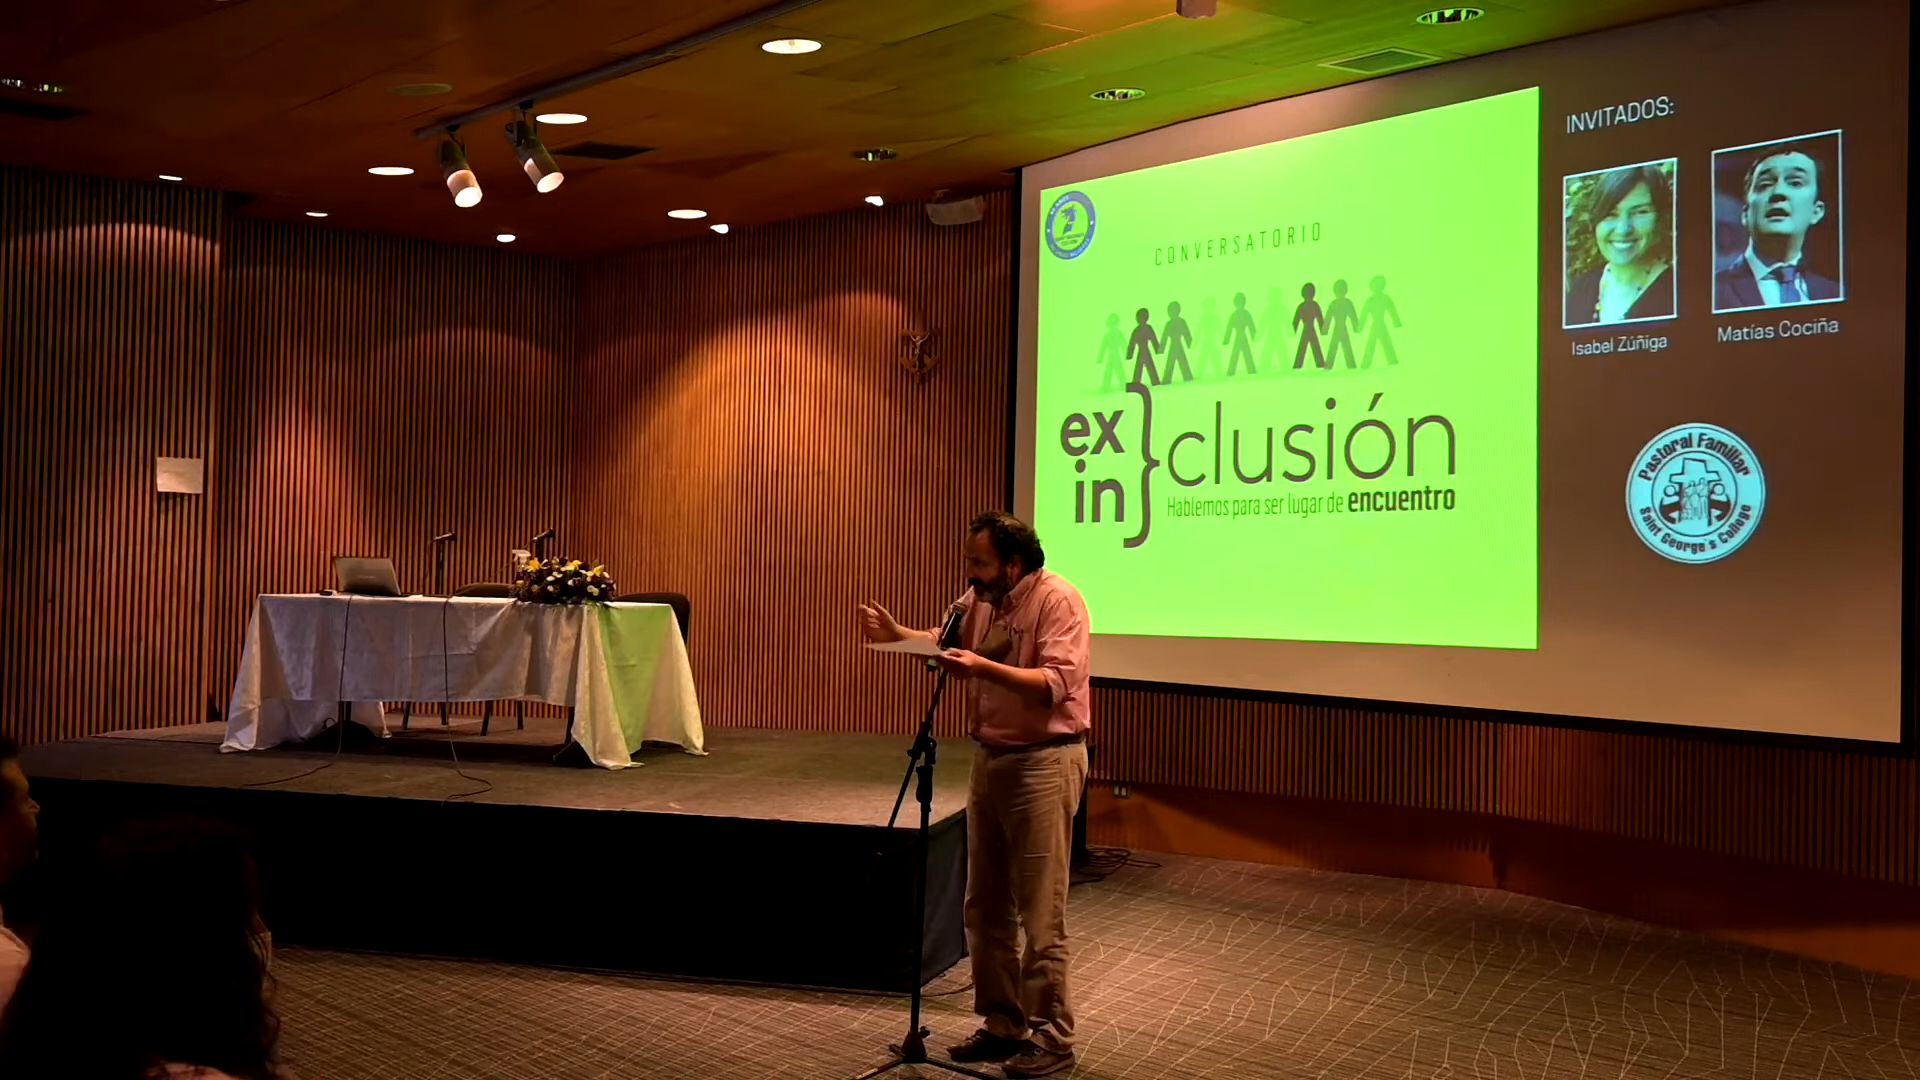 CONVERSATORIO
ex
in } clusión
Hablemos para ser lugar de encuentro
INVITADOS:
Isabel Zúñiga
Matías Cociña
Pastoral Familiar
Saint George's College